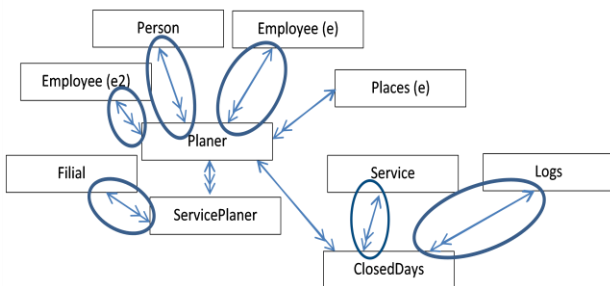 Person
Employee (e)
Employee (e2)
Places (e)
Planer
Filial
Service
Logs
ServicePlaner
ClosedDays